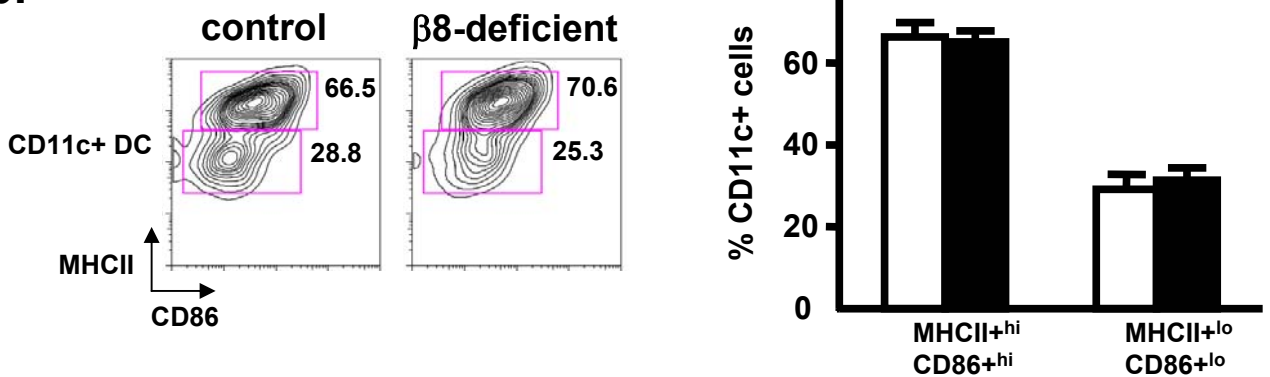 control
β8-deficient
66.5
70.6
CD11c+ DC
28.8
25.3
MHCII
CD86
% CD11c+ cells
60
40
20
0
MHCII+hi
CD86+hi
MHCII+lo
CD86+lo